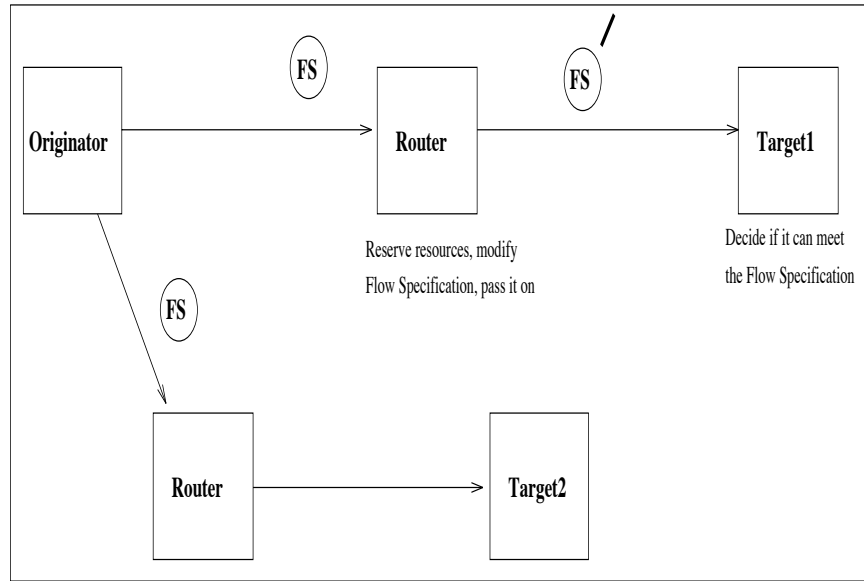 FS
FS′
Originator
Router
Target1
Reserve resources, modify
Flow Specification, pass it on
Decide if it can meet
the Flow Specification
FS
Router
Target2